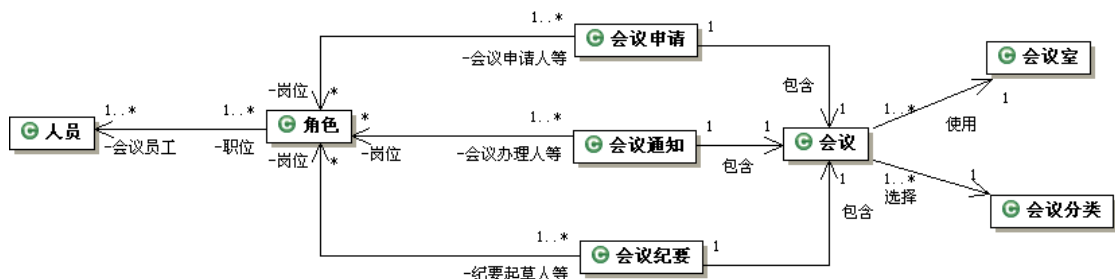 1..*
C 会议申请
1
-会议申请人等
C 会议室
-岗位
包含
1..*
1
1..*
1..*
*
*
1..*
1
1
1
使用
C 人员
C 角色
C 会议通知
C 会议
-会议员工
-职位
-岗位
*
-岗位
-会议办理人等
包含
1
1..*
1
选择
包含
C 会议分类
1..*
C 会议纪要
1
-纪要起草人等